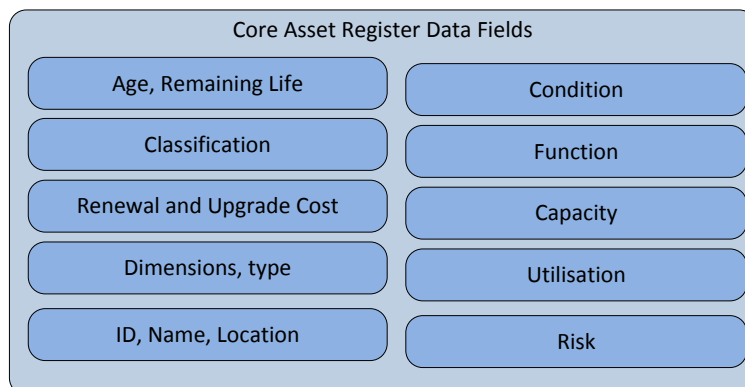 Core Asset Register Data Fields
Age, Remaining Life
Classification
Renewal and Upgrade Cost
Dimensions, type
ID, Name, Location
Condition
Function
Capacity
Utilisation
Risk